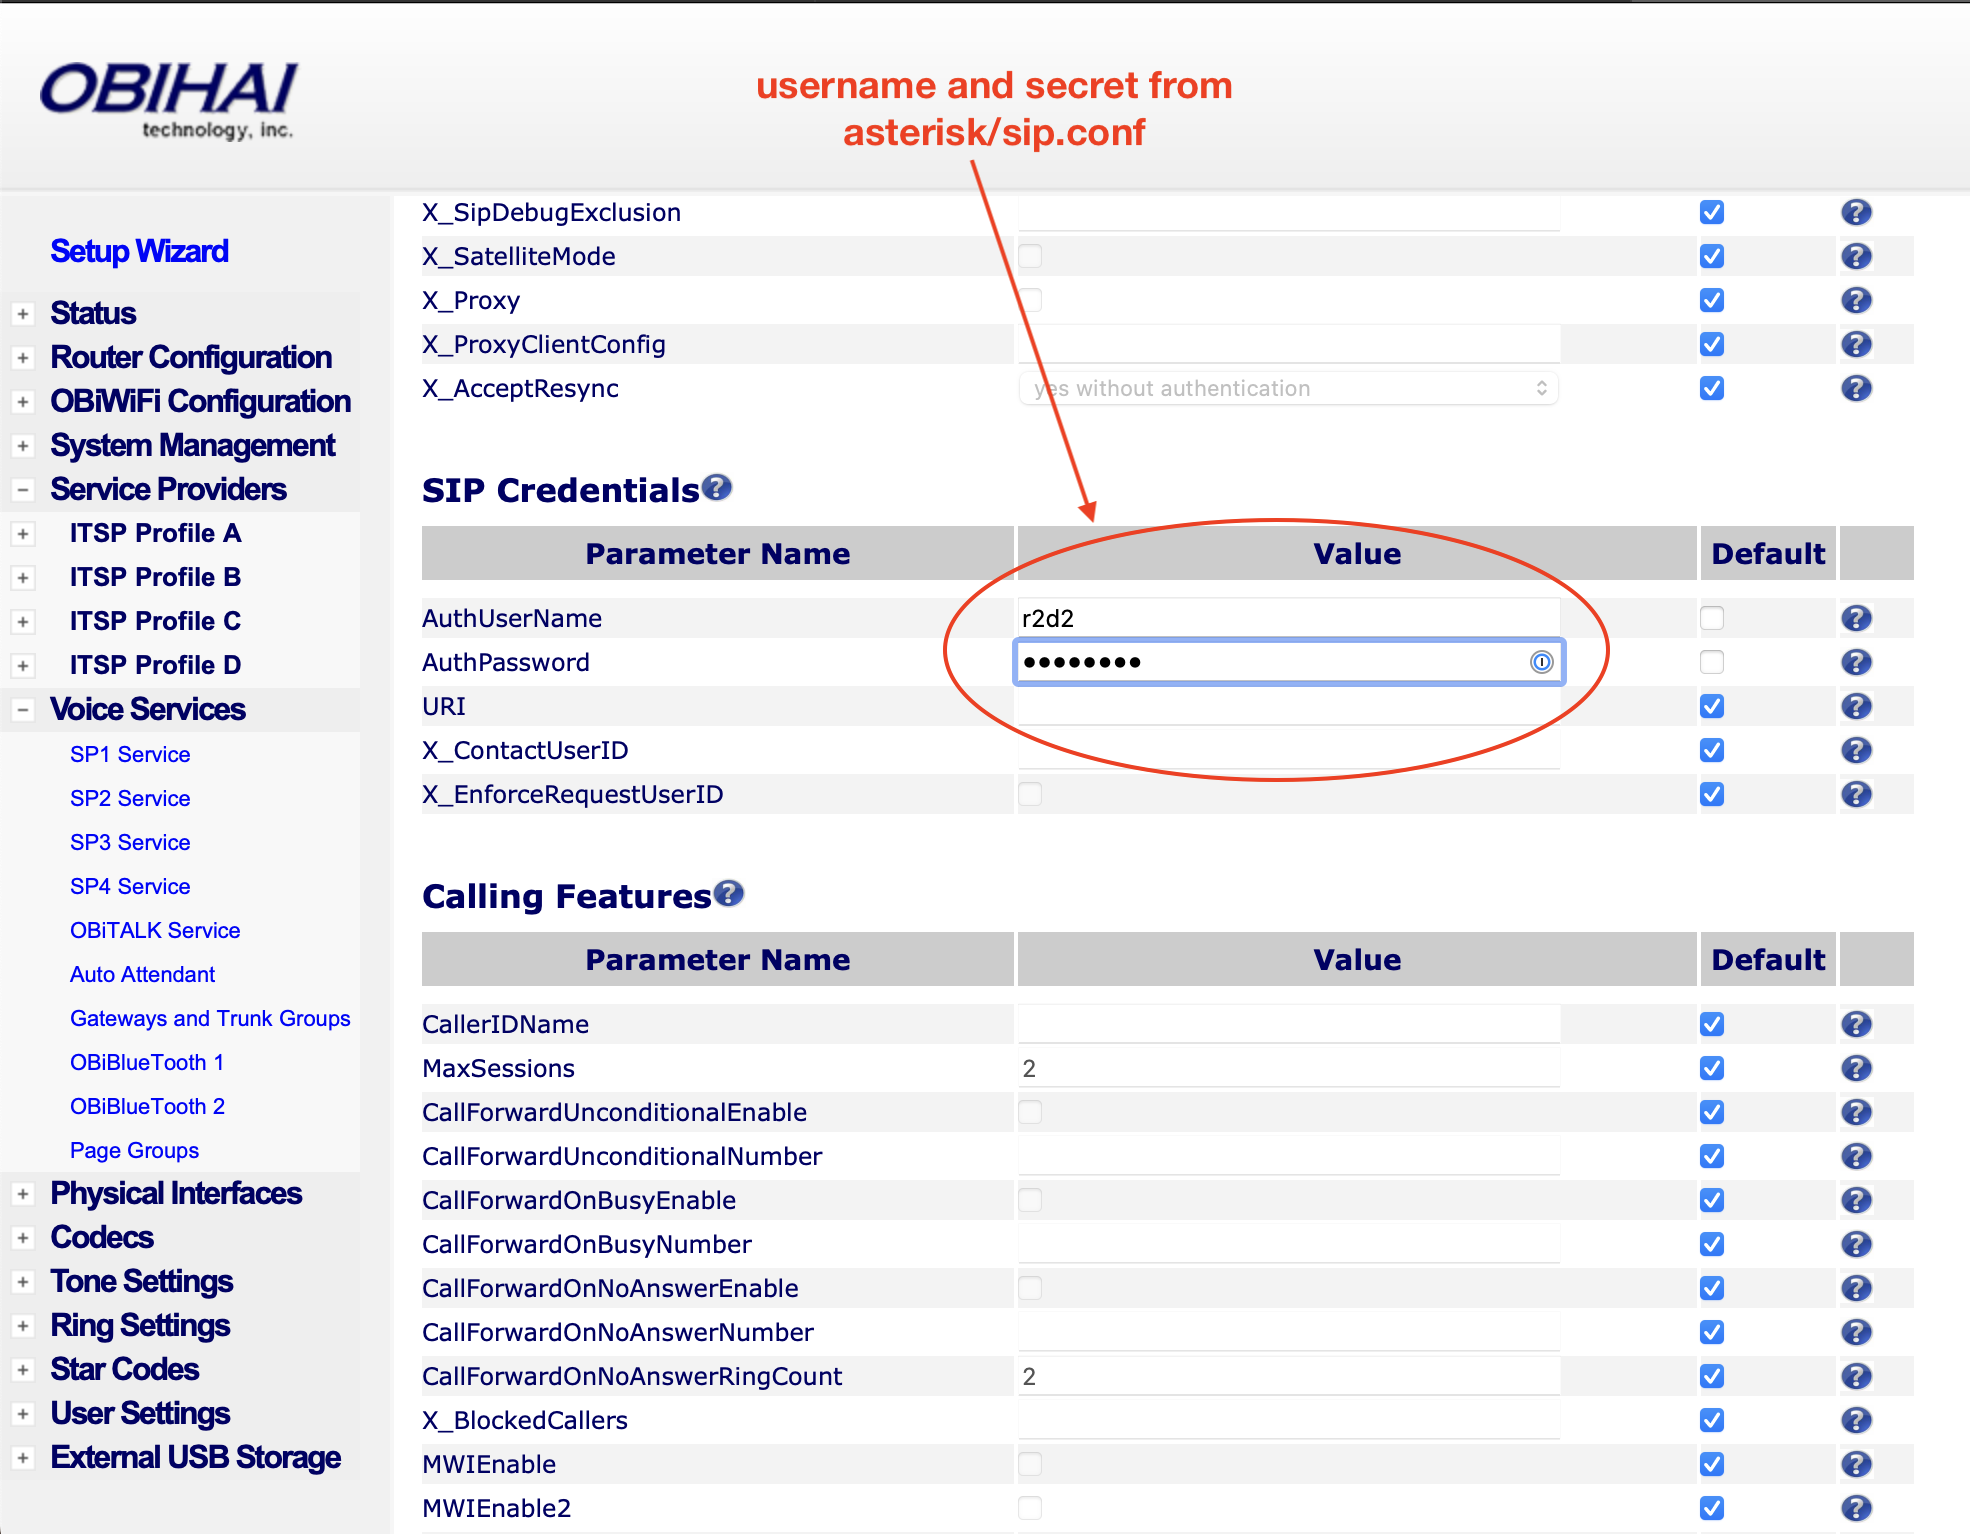 OBIHAI
technology, inc.
username and secret from
asterisk/sip.conf
Setup Wizard
Status
Router Configuration
OBiWiFi Configuration
System Management
Service Providers
ITSP Profile A
ITSP Profile B
ITSP Profile C
ITSP Profile D
Voice Services
SP1 Service
SP2 Service
SP3 Service
SP4 Service
OBiTALK Service
Auto Attendant
Gateways and Trunk Groups
OBiBlueTooth 1
OBiBlueTooth 2
Page Groups
Physical Interfaces
Codecs
Tone Settings
Ring Settings
Star Codes
User Settings
External USB Storage
X_SipDebugExclusion
X_SatelliteMode
X_Proxy
X_ProxyClientConfig
X_AcceptResync yes without authentication
SIP Credentials
Parameter Name Value Default
AuthUserName r2d2
AuthPassword ••••••••
URI
X_ContactUserID
X_EnforceRequestUserID
Calling Features
Parameter Name Value Default
CallerIDName
MaxSessions 2
CallForwardUnconditionalEnable
CallForwardUnconditionalNumber
CallForwardOnBusyEnable
CallForwardOnBusyNumber
CallForwardOnNoAnswerEnable
CallForwardOnNoAnswerNumber
CallForwardOnNoAnswerRingCount 2
X_BlockedCallers
MWIEnable
MWIEnable2